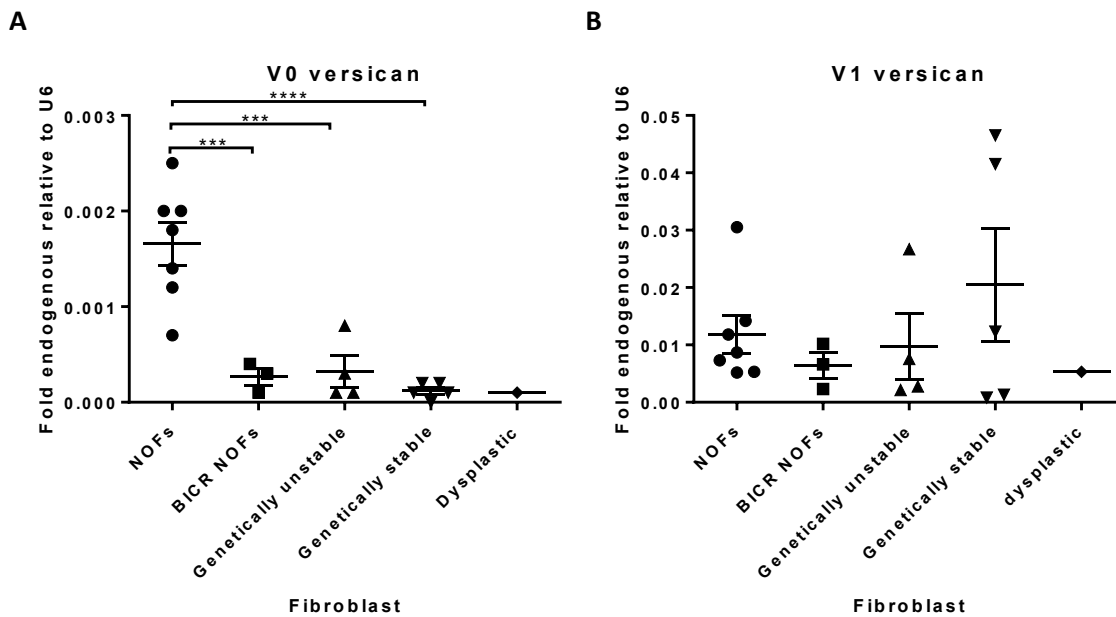 A
V0 versican
Fold endogenous relative to U6
0.003
0.002
0.001
0.000
****
***
***
NOFs
BICR NOFs
Genetically unstable
Genetically stable
Dysplastic
Fibroblast
B
V1 versican
Fold endogenous relative to U6
0.05
0.04
0.03
0.02
0.01
0.00
NOFs
BICR NOFs
Genetically unstable
Genetically stable
dysplastic
Fibroblast